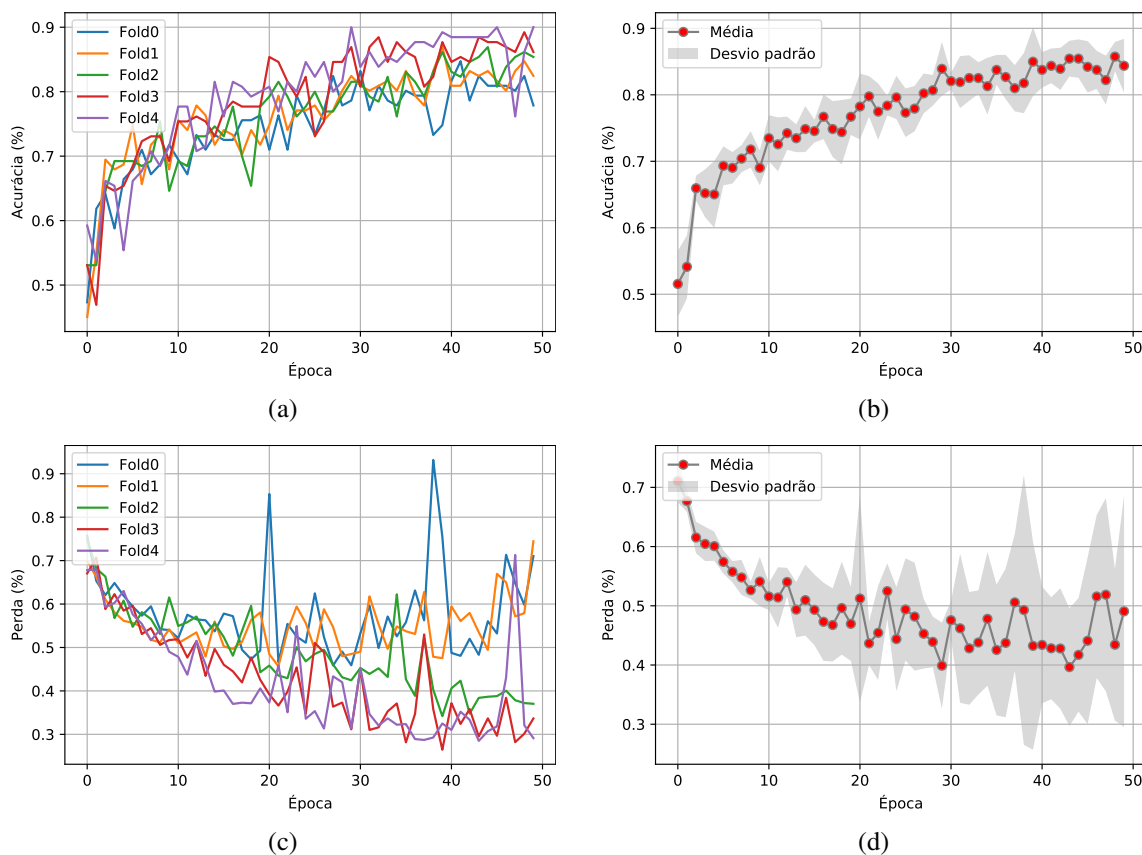 0.9
0.8
0.7
0.6
0.5
Acurácia (%)
Fold0
Fold1
Fold2
Fold3
Fold4
0 10 20 30 40 50
Época
(a)
0.9
0.8
0.7
0.6
0.5
Acurácia (%)
Média
Desvio padrão
0 10 20 30 40 50
Época
(b)
0.9
0.8
0.7
0.6
0.5
0.4
0.3
Perda (%)
Fold0
Fold1
Fold2
Fold3
Fold4
0 10 20 30 40 50
Época
(c)
0.7
0.6
0.5
0.4
0.3
Perda (%)
Média
Desvio padrão
0 10 20 30 40 50
Época
(d)